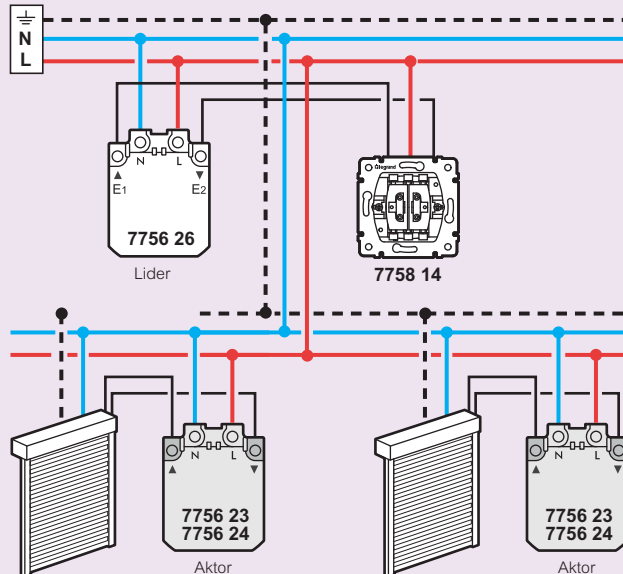 N
L
N L
E1 E2
7756 26
Lider
legrand
7758 14
N L
7756 23
7756 24
Aktor
N L
7756 23
7756 24
Aktor